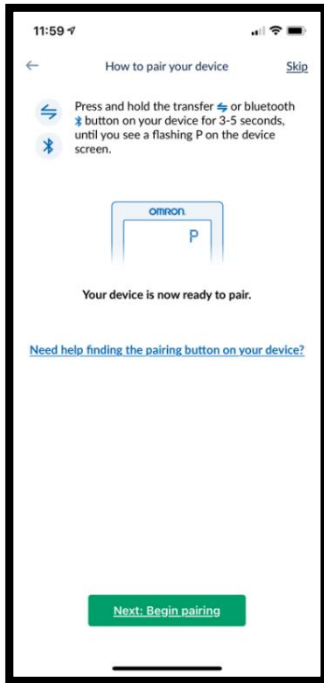 11:59
How to pair your device
Skip
Press and hold the transfer or bluetooth
button on your device for 3-5 seconds,
until you see a flashing P on the device
screen.
OMRON
P
Your device is now ready to pair.
Need help finding the pairing button on your device?
Next: Begin pairing